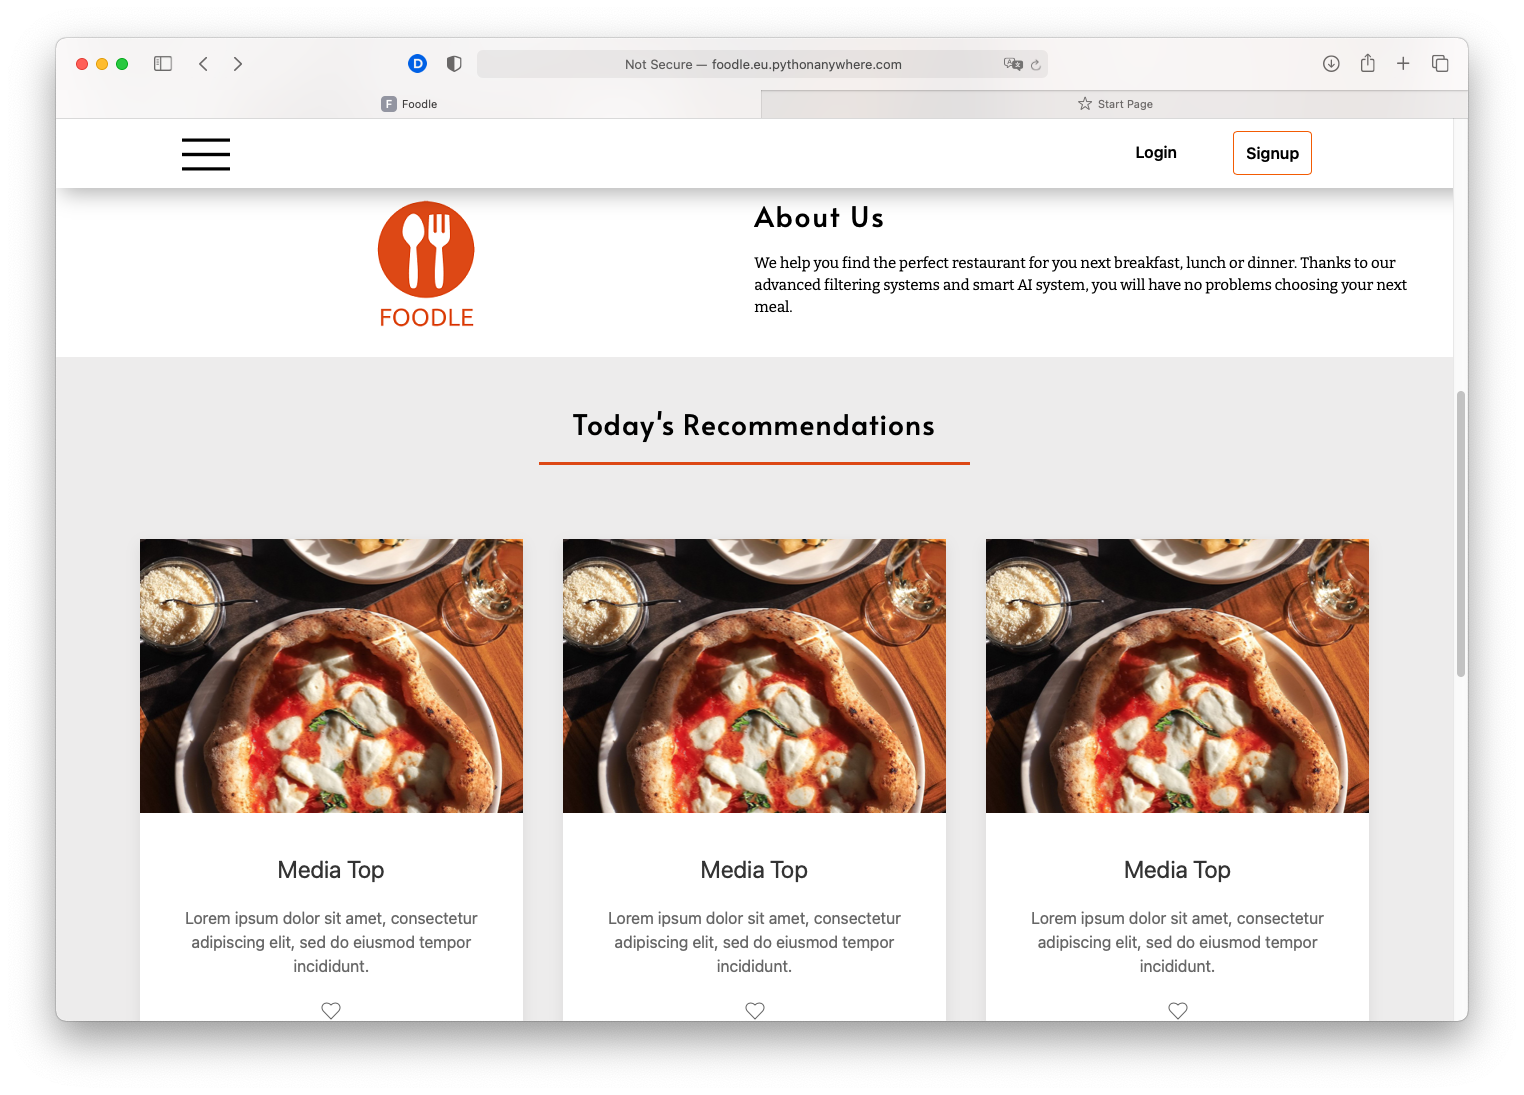 D
Not Secure — foodle.eu.pythonanywhere.com
F Foodle
Start Page
Login
Signup
FOODLE
About Us
We help you find the perfect restaurant for you next breakfast, lunch or dinner. Thanks to our
advanced filtering systems and smart AI system, you will have no problems choosing your next
meal.
Today's Recommendations
Media Top
Lorem ipsum dolor sit amet, consectetur
adipiscing elit, sed do eiusmod tempor
incididunt.
Media Top
Lorem ipsum dolor sit amet, consectetur
adipiscing elit, sed do eiusmod tempor
incididunt.
Media Top
Lorem ipsum dolor sit amet, consectetur
adipiscing elit, sed do eiusmod tempor
incididunt.